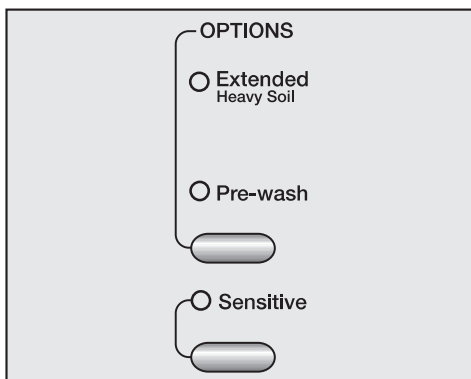 OPTIONS
Extended
Heavy Soil
Pre-wash
Sensitive